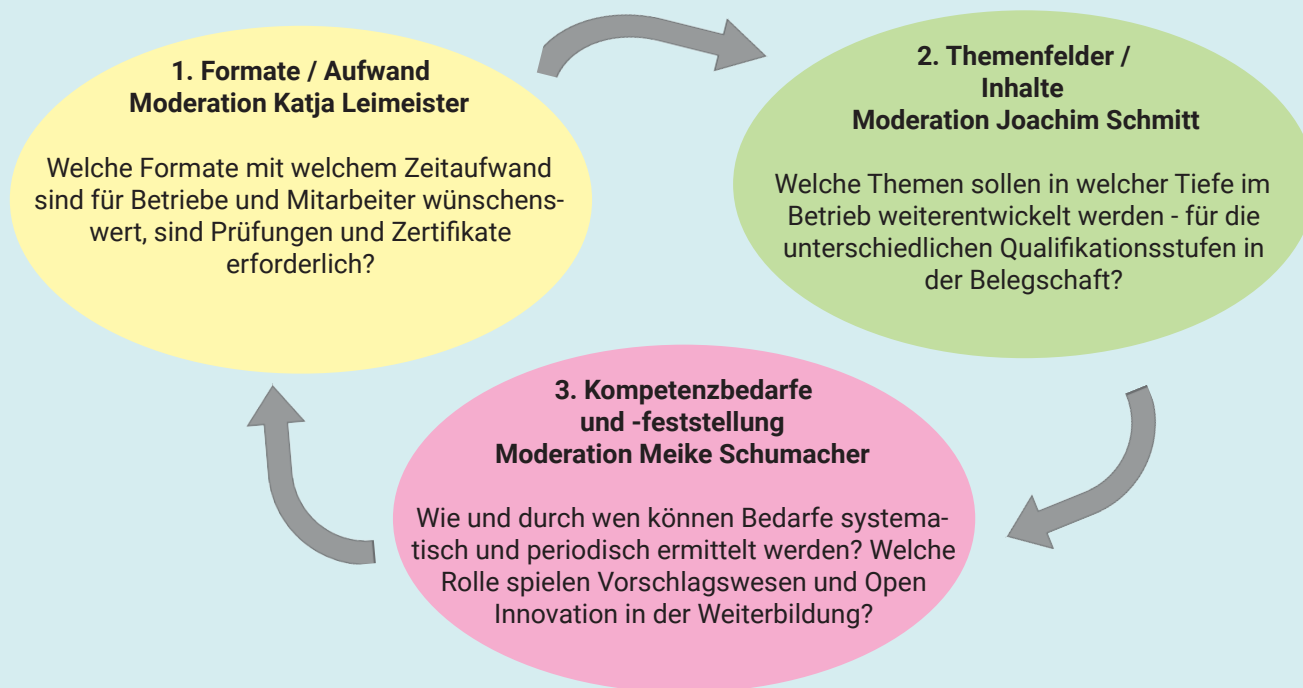 1. Formate / Aufwand
Moderation Katja Leimeister
Welche Formate mit welchem Zeitaufwand
sind für Betriebe und Mitarbeiter wünschens-
wert, sind Prüfungen und Zertifikate
erforderlich?
2. Themenfelder /
Inhalte
Moderation Joachim Schmitt
Welche Themen sollen in welcher Tiefe im
Betrieb weiterentwickelt werden - für die
unterschiedlichen Qualifikationsstufen in
der Belegschaft?
3. Kompetenzbedarfe
und -feststellung
Moderation Meike Schumacher
Wie und durch wen können Bedarfe systema-
tisch und periodisch ermittelt werden? Welche
Rolle spielen Vorschlagswesen und Open
Innovation in der Weiterbildung?